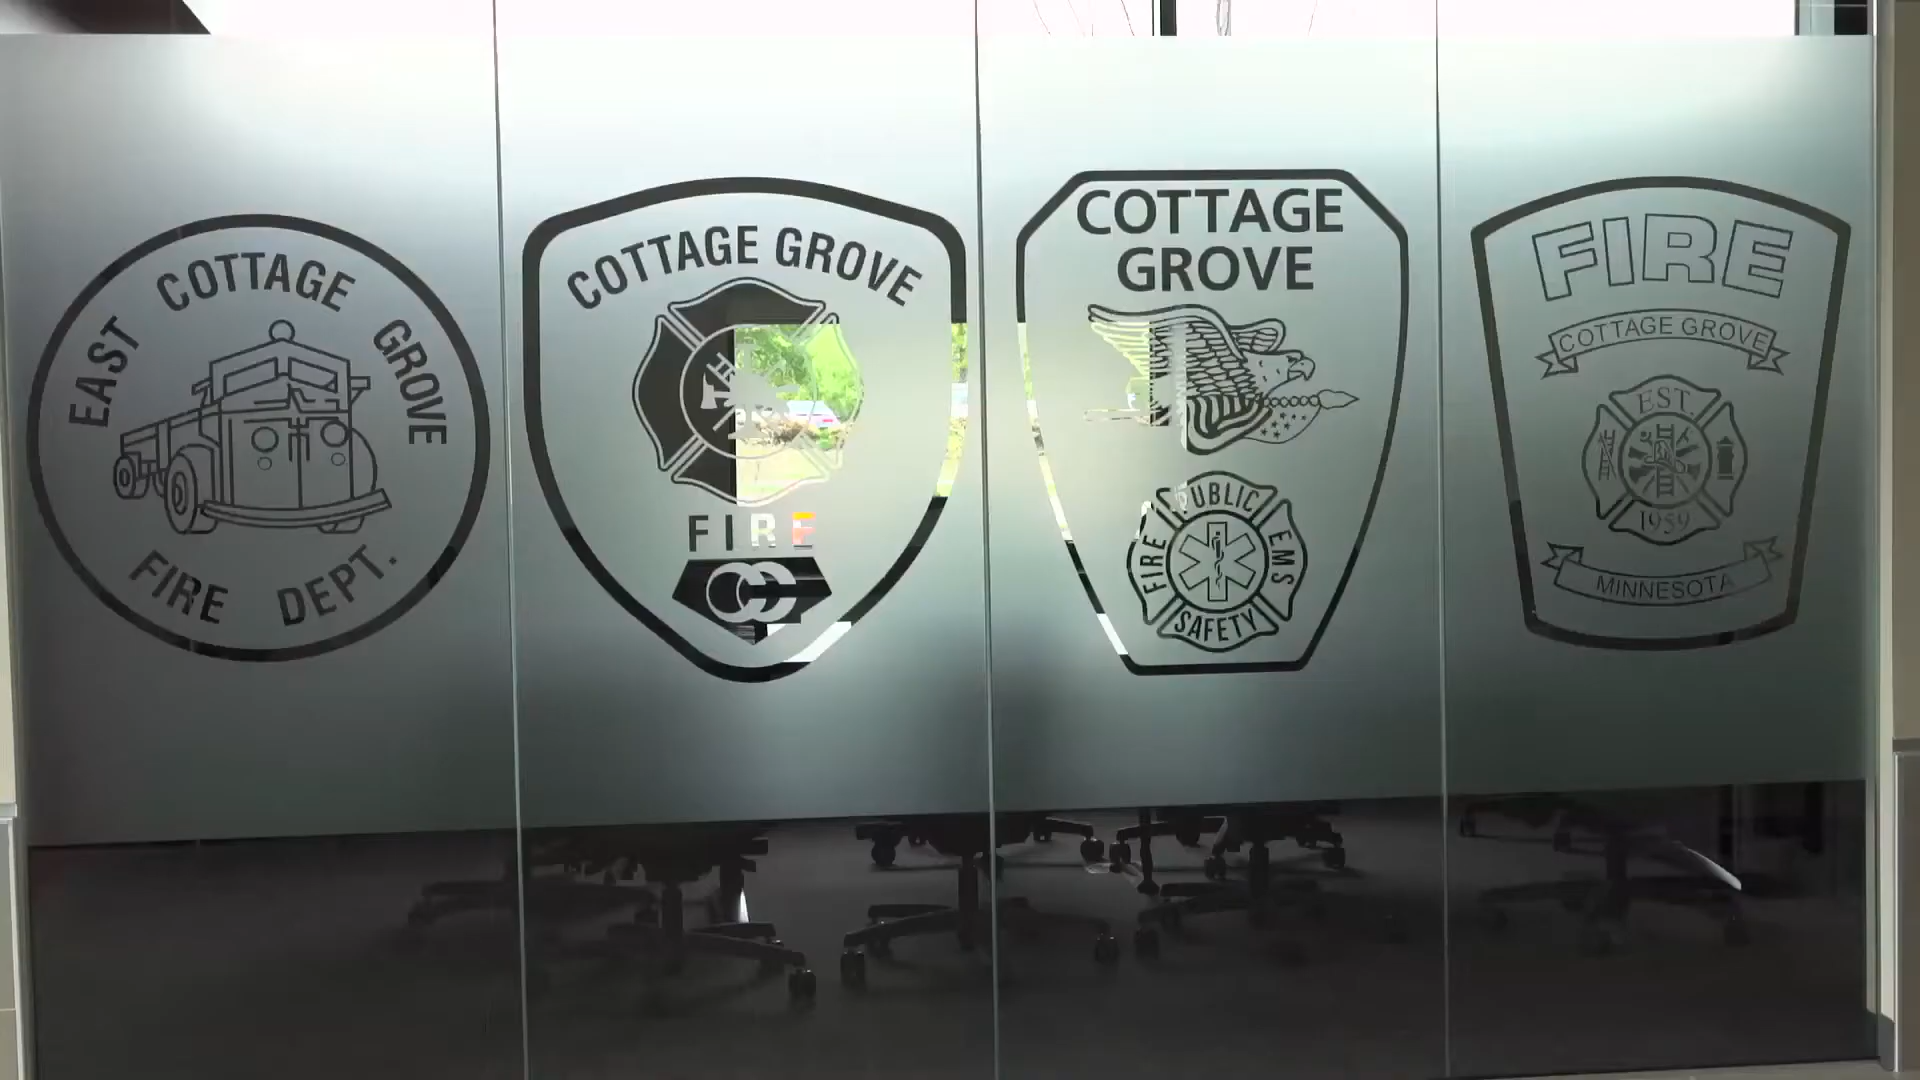 EAST COTTAGE GROVE
FIRE DEPT.
COTTAGE GROVE
FIRE
COTTAGE
GROVE
PUBLIC
FIRE
EMS
SAFETY
FIRE
COTTAGE GROVE
EST.
1959
MINNESOTA